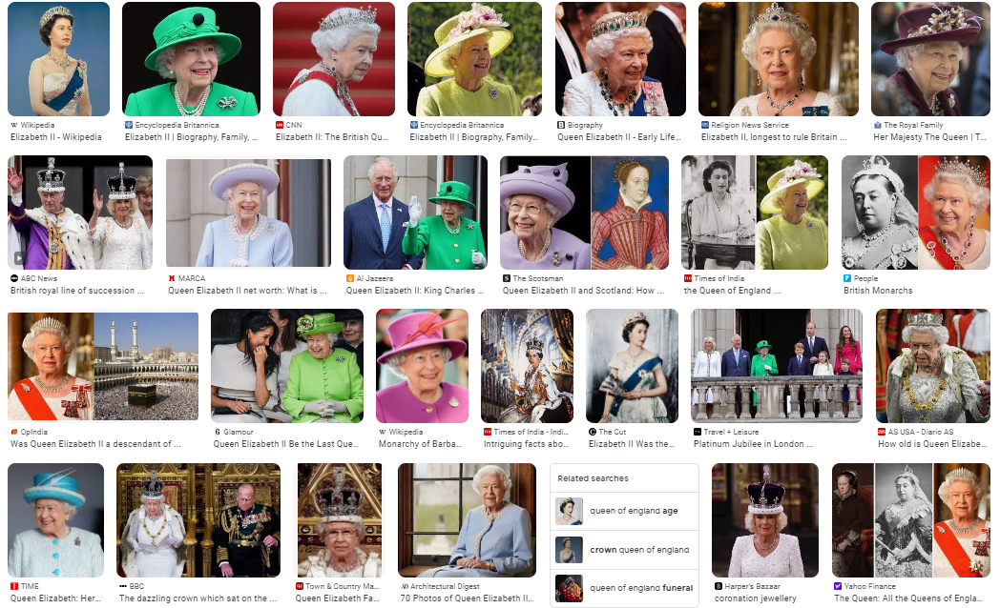 Wikipedia
Elizabeth II - Wikipedia
Encyclopedia Britannica
Elizabeth II | Biography, Family, ...
CNN
Elizabeth II: The British Qu...
Encyclopedia Britannica
Elizabeth II | Biography, Family...
Biography
Queen Elizabeth II - Early Life...
Religion News Service
Elizabeth II, longest to rule Britain ...
The Royal Family
Her Majesty The Queen | T...
ABC News
British royal line of succession ...
MARCA
Queen Elizabeth II net worth: What is ...
Al Jazeera
Queen Elizabeth II: King Charles ...
The Scotsman
Queen Elizabeth II and Scotland: How ...
Times of India
the Queen of England ...
People
British Monarchs
OpIndia
Was Queen Elizabeth II a descendant of ...
Glamour
Queen Elizabeth II Be the Last Que...
Wikipedia
Monarchy of Barba...
Times of India - Indi...
Intriguing facts abo...
The Cut
Elizabeth II Was the...
Travel + Leisure
Platinum Jubilee in London ...
AS USA - Diario AS
How old is Queen Elizabe...
TIME
Queen Elizabeth: Her...
BBC
The dazzling crown which sat on the ...
Town & Country Ma...
Queen Elizabeth Fa...
Architectural Digest
70 Photos of Queen Elizabeth II...
Related searches
queen of england age
crown queen of england
queen of england funeral
Harper's Bazaar
coronation jewellery
Yahoo Finance
The Queen: All the Queens of Engla...